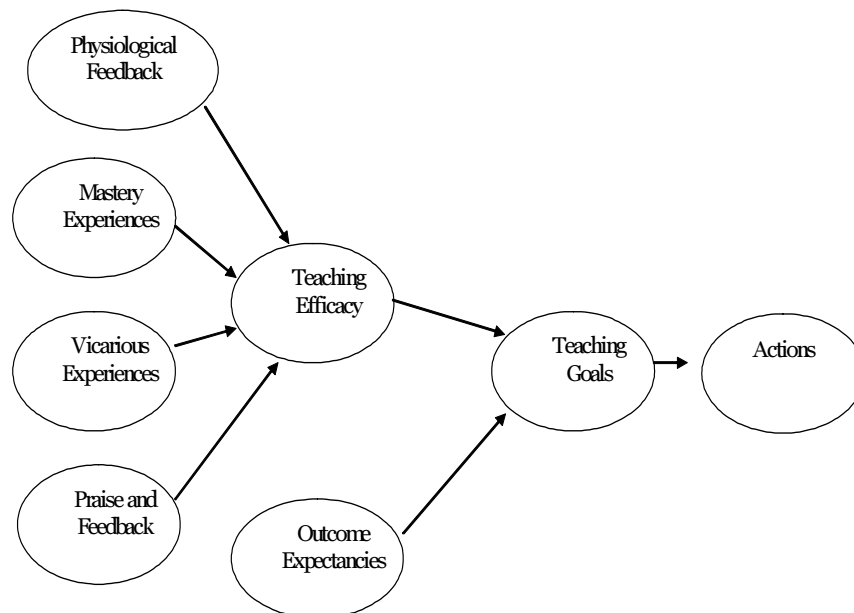 Physiological
Feedback
Mastery
Experiences
Teaching
Efficacy
Vicarious
Experiences
Teaching
Goals
Actions
Praise and
Feedback
Outcome
Expectancies